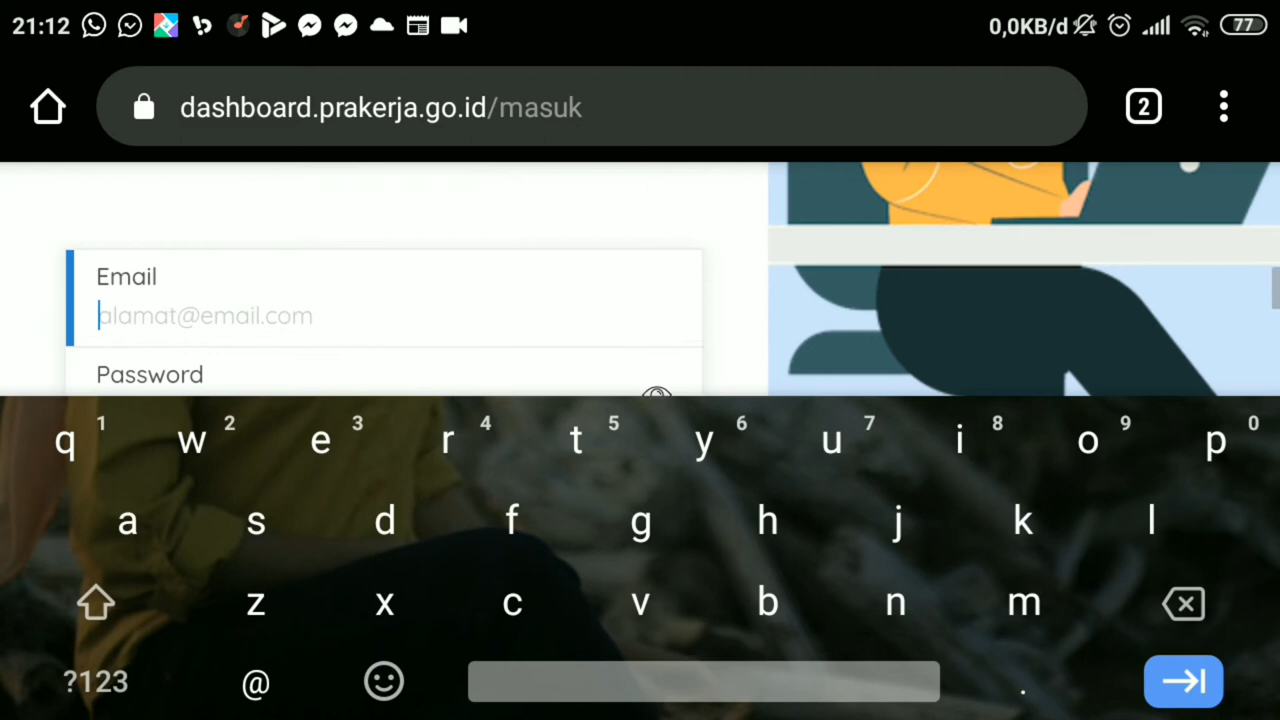 21:12 0,0KB/d 77
dashboard.prakerja.go.id/masuk 2
Email
alamat@email.com
Password
q 1 w 2 e 3 r 4 t 5 y 6 u 7 i 8 o 9 p 0
a s d f g h j k l
z x c v b n m
?123 @ .